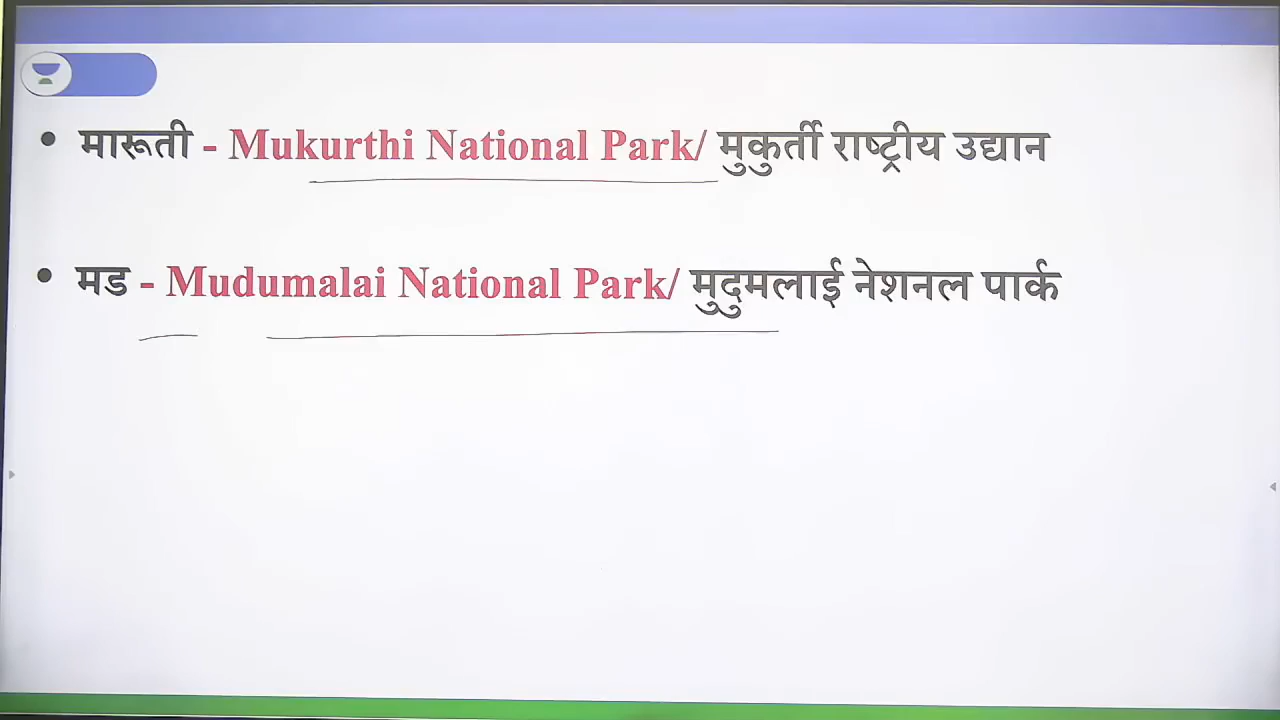 • मारूती - Mukurthi National Park/ मुकुर्ती राष्ट्रीय उद्यान
• मड - Mudumalai National Park/ मुदुमलाई नेशनल पार्क